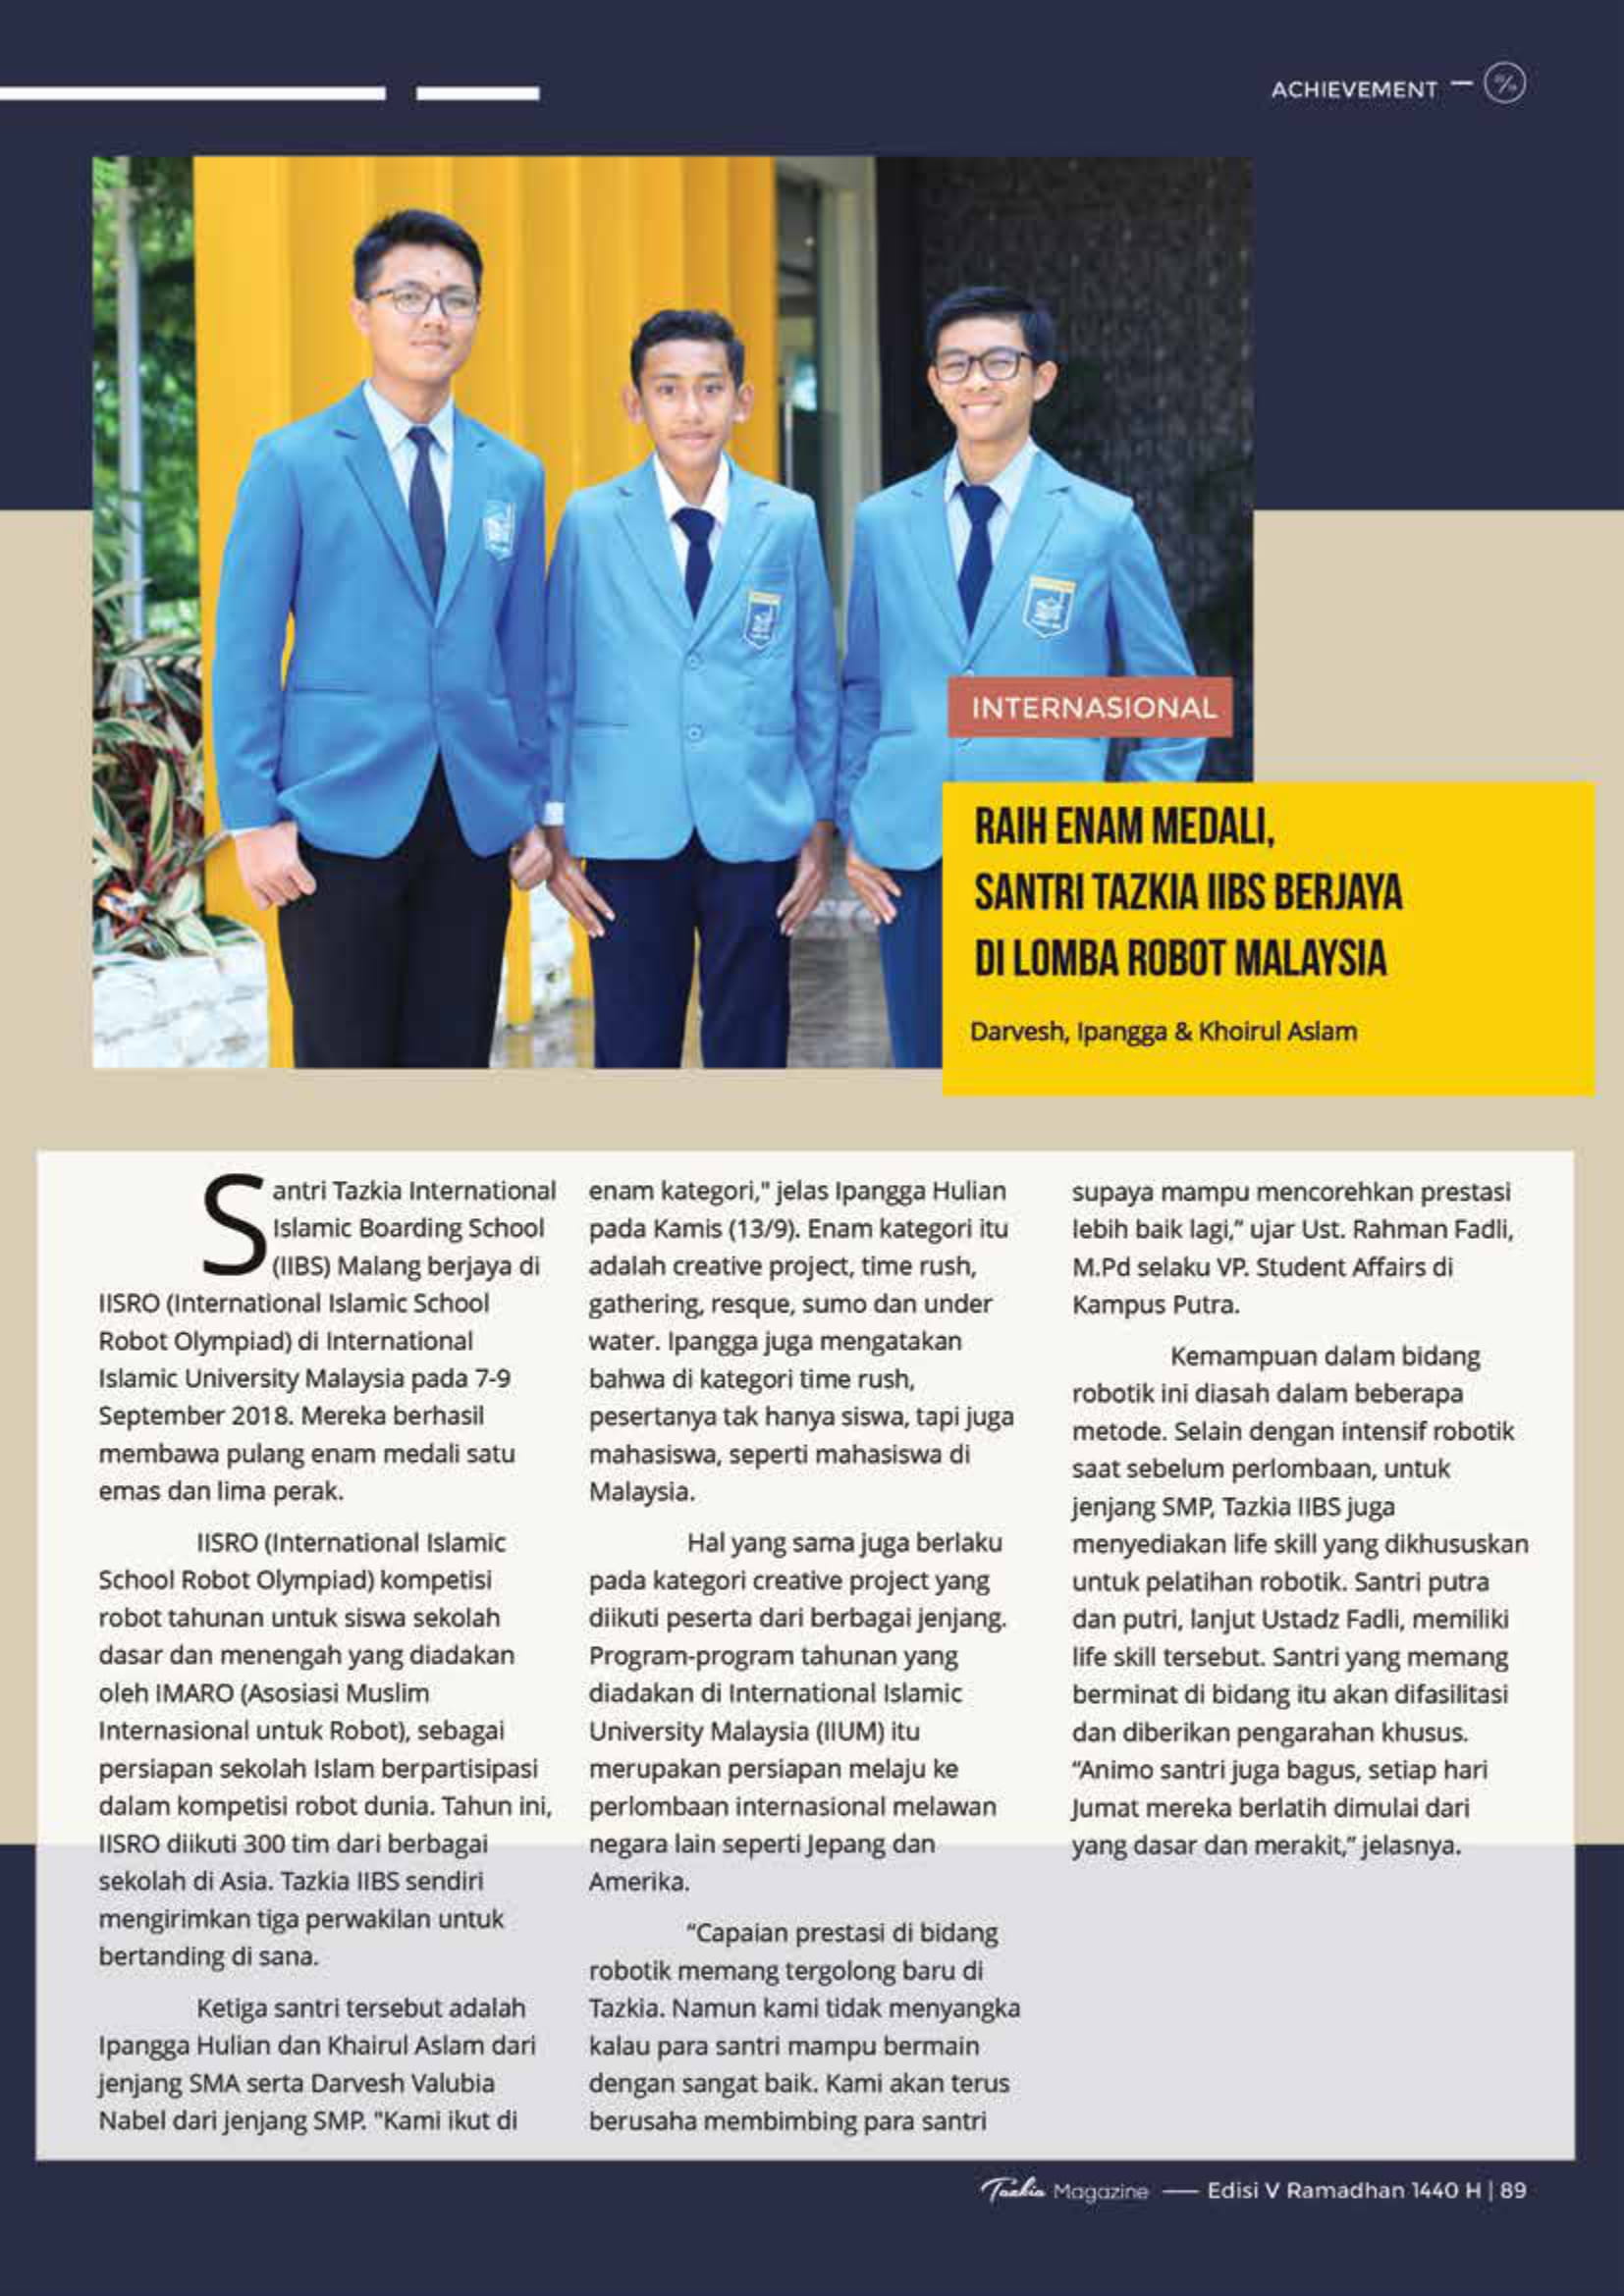 ACHIEVEMENT
INTERNASIONAL
RAIH ENAM MEDALI,
SANTRI TAZKIA IIBS BERJAYA
DI LOMBA ROBOT MALAYSIA
Darvesh, Ipangga & Khoirul Aslam
Santri Tazkia International
Islamic Boarding School
(IIBS) Malang berjaya di
IISRO (International Islamic School
Robot Olympiad) di International
Islamic University Malaysia pada 7-9
September 2018. Mereka berhasil
membawa pulang enam medali satu
emas dan lima perak.
IISRO (International Islamic
School Robot Olympiad) kompetisi
robot tahunan untuk siswa sekolah
dasar dan menengah yang diadakan
oleh IMARO (Asosiasi Muslim
Internasional untuk Robot), sebagai
persiapan sekolah Islam berpartisipasi
dalam kompetisi robot dunia. Tahun ini,
IISRO diikuti 300 tim dari berbagai
sekolah di Asia. Tazkia IIBS sendiri
mengirimkan tiga perwakilan untuk
bertanding di sana.
Ketiga santri tersebut adalah
Ipangga Hulian dan Khairul Aslam dari
jenjang SMA serta Darvesh Valubia
Nabel dari jenjang SMP. "Kami ikut di
enam kategori," jelas Ipangga Hulian
pada Kamis (13/9). Enam kategori itu
adalah creative project, time rush,
gathering, resque, sumo dan under
water. Ipangga juga mengatakan
bahwa di kategori time rush,
pesertanya tak hanya siswa, tapi juga
mahasiswa, seperti mahasiswa di
Malaysia.
Hal yang sama juga berlaku
pada kategori creative project yang
diikuti peserta dari berbagai jenjang.
Program-program tahunan yang
diadakan di International Islamic
University Malaysia (IIUM) itu
merupakan persiapan melaju ke
perlombaan internasional melawan
negara lain seperti Jepang dan
Amerika.
“Capaian prestasi di bidang
robotik memang tergolong baru di
Tazkia. Namun kami tidak menyangka
kalau para santri mampu bermain
dengan sangat baik. Kami akan terus
berusaha membimbing para santri
supaya mampu mencorehkan prestasi
lebih baik lagi,” ujar Ust. Rahman Fadli,
M.Pd selaku VP. Student Affairs di
Kampus Putra.
Kemampuan dalam bidang
robotik ini diasah dalam beberapa
metode. Selain dengan intensif robotik
saat sebelum perlombaan, untuk
jenjang SMP, Tazkia IIBS juga
menyediakan life skill yang dikhususkan
untuk pelatihan robotik. Santri putra
dan putri, lanjut Ustadz Fadli, memiliki
life skill tersebut. Santri yang memang
berminat di bidang itu akan difasilitasi
dan diberikan pengarahan khusus.
“Animo santri juga bagus, setiap hari
Jumat mereka berlatih dimulai dari
yang dasar dan merakit,” jelasnya.
Tazkia Magazine — Edisi V Ramadhan 1440 H | 89